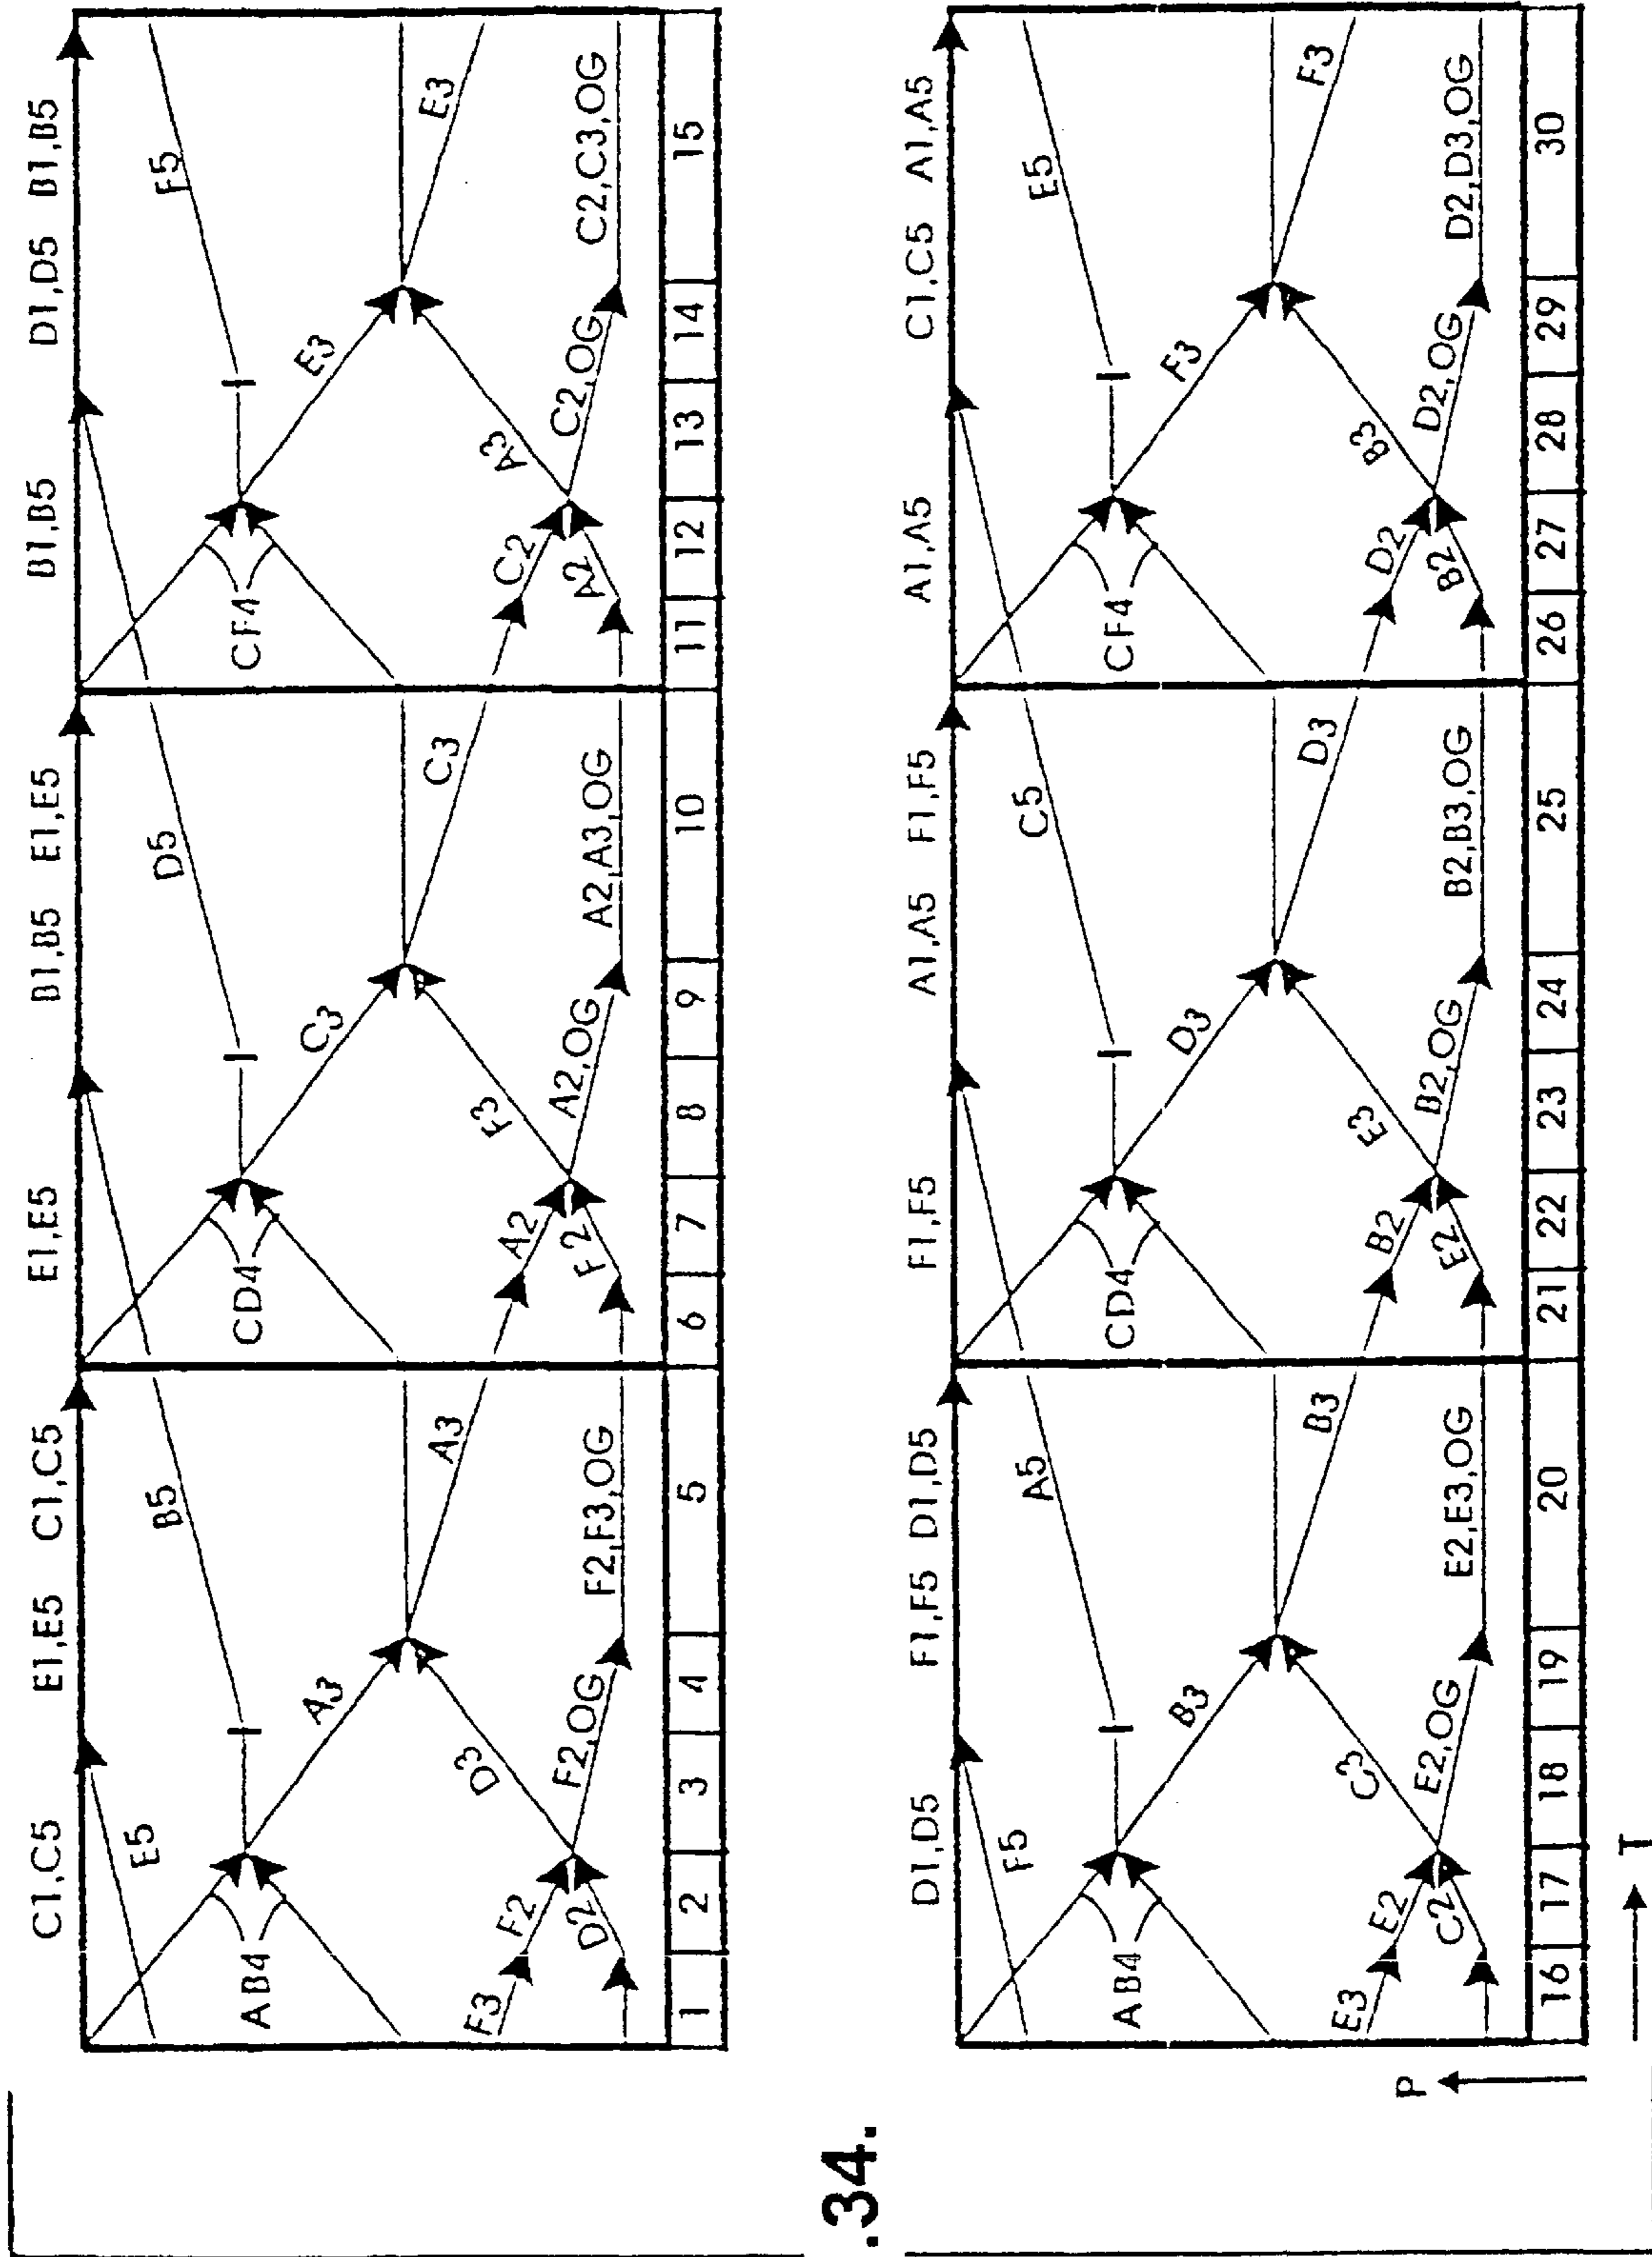 C1,C5 E1,E5 C1,C5 E1,E5 B1,B5 E1,E5 B1,B5 D1,D5 B1,B5
E5 B5 D5 F5
AB4 A3 CD4 C3 CF4 E3
D3 A3 F3 C3 A3 E3
F3 F2 A2 C2
D2 F2,OG F2,F3,OG F2 A2,OG A2,A3,OG A2 C2,OG C2,C3,OG
1 2 3 4 5 6 7 8 9 10 11 12 13 14 15
.34.
D1,D5 F1,F5 D1,D5 F1,F5 A1,A5 F1,F5 A1,A5 C1,C5 A1,A5
F5 A5 C5 E5
AB4 B3 CD4 D3 CF4 F3
C3 B3 E3 D3 B3 F3
E3 E2 B2 D2
C2 E2,OG E2,E3,OG E2 B2,OG B2,B3,OG B2 D2,OG D2,D3,OG
16 17 18 19 20 21 22 23 24 25 26 27 28 29 30
P
T